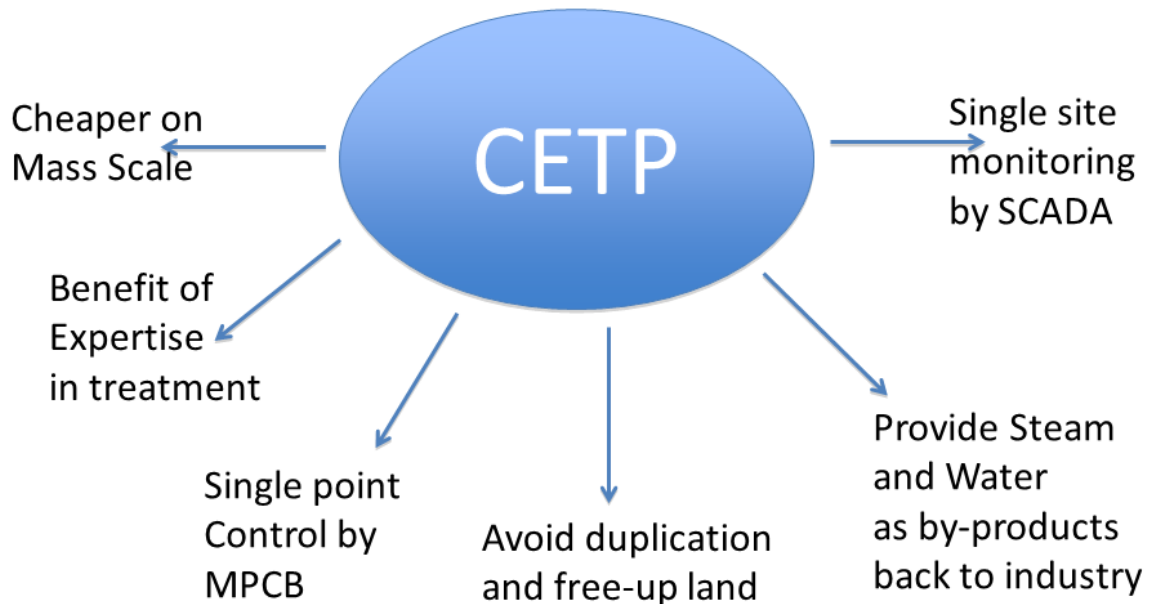 CETP
Cheaper on
Mass Scale
Single site
monitoring
by SCADA
Benefit of
Expertise
in treatment
Single point
Control by
MPCB
Avoid duplication
and free-up land
Provide Steam
and Water
as by-products
back to industry